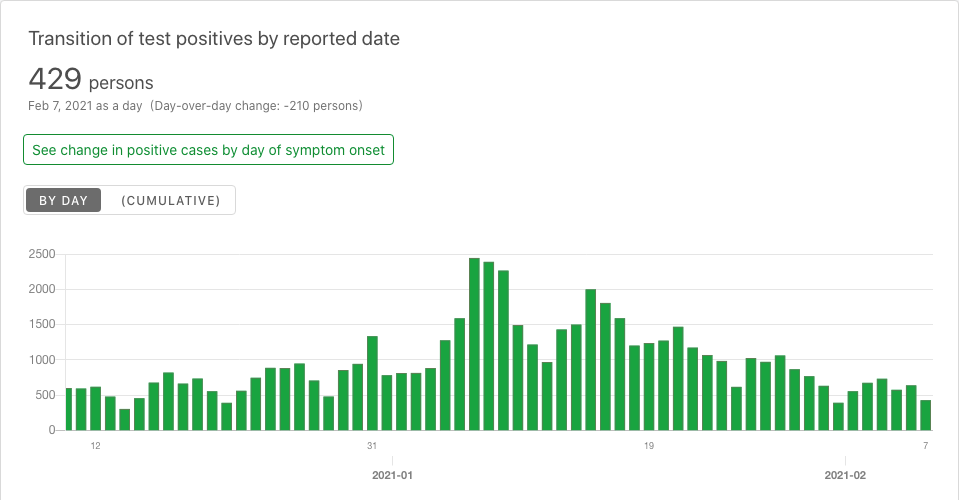 Transition of test positives by reported date
429 persons
Feb 7, 2021 as a day (Day-over-day change: -210 persons)
See change in positive cases by day of symptom onset
BY DAY (CUMULATIVE)
2500
2000
1500
1000
500
0
12 31 19 7
2021-01 2021-02